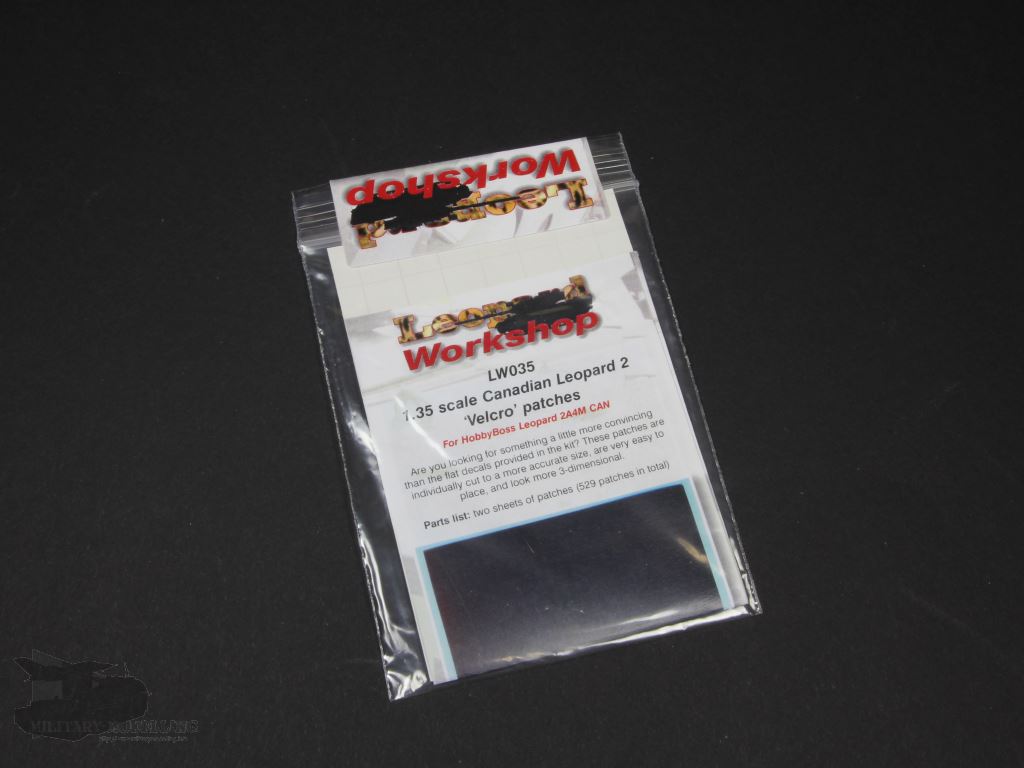 Workshop
Leopard
Leopard
Workshop
LW035
1.35 scale Canadian Leopard 2
'Velcro' patches
For HobbyBoss Leopard 2A4M CAN
Are you looking for something a little more convincing
than the flat decals provided in the kit? These patches are
individually cut to a more accurate size, are very easy to
place, and look more 3-dimensional.
Parts list: two sheets of patches (529 patches in total)
MILITARY-MODELLING